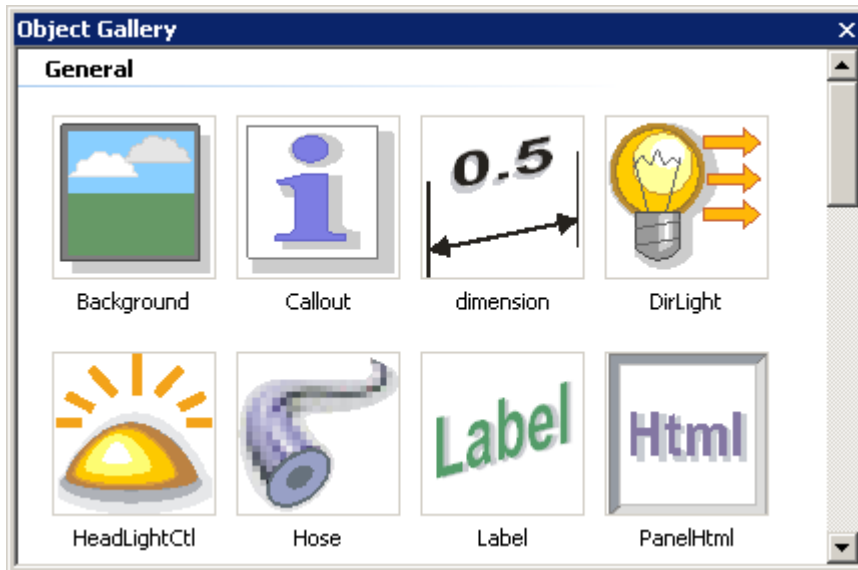 Object Gallery
General
0.5
Background
Callout
dimension
DirLight
Label
Html
HeadLightCtl
Hose
Label
PanelHtml